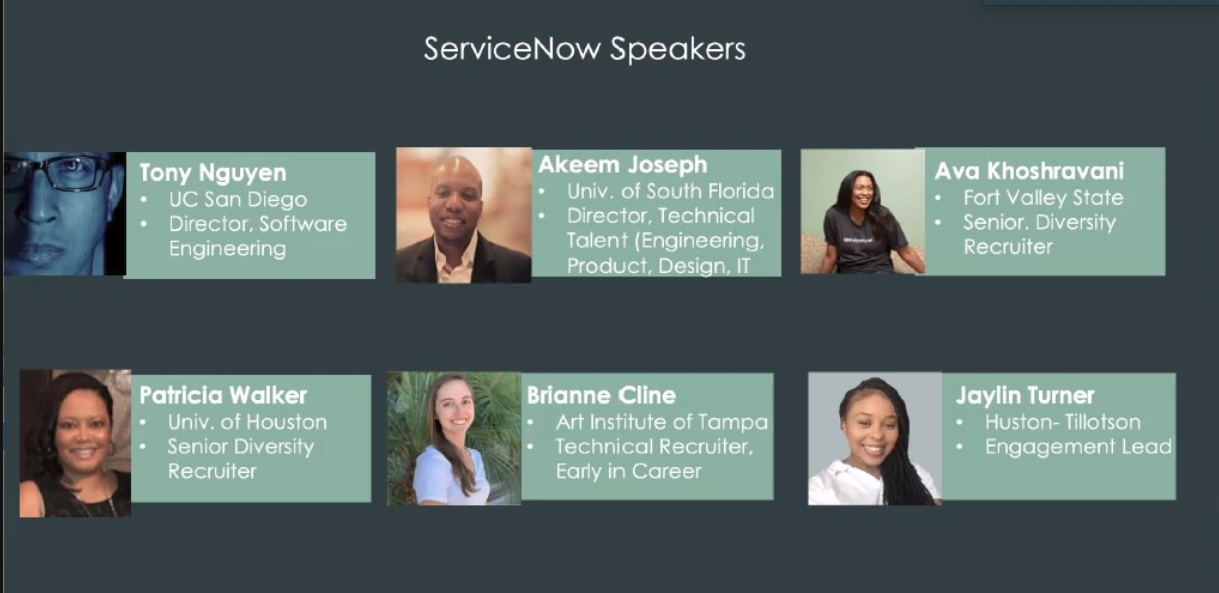 ServiceNow Speakers
Tony Nguyen
• UC San Diego
• Director, Software
Engineering
Akeem Joseph
• Univ. of South Florida
• Director, Technical
Talent (Engineering,
Product, Design, IT
Ava Khoshravani
• Fort Valley State
• Senior. Diversity
Recruiter
Patricia Walker
• Univ. of Houston
• Senior Diversity
Recruiter
Brianne Cline
• Art Institute of Tampa
• Technical Recruiter,
Early in Career
Jaylin Turner
• Huston- Tillotson
• Engagement Lead